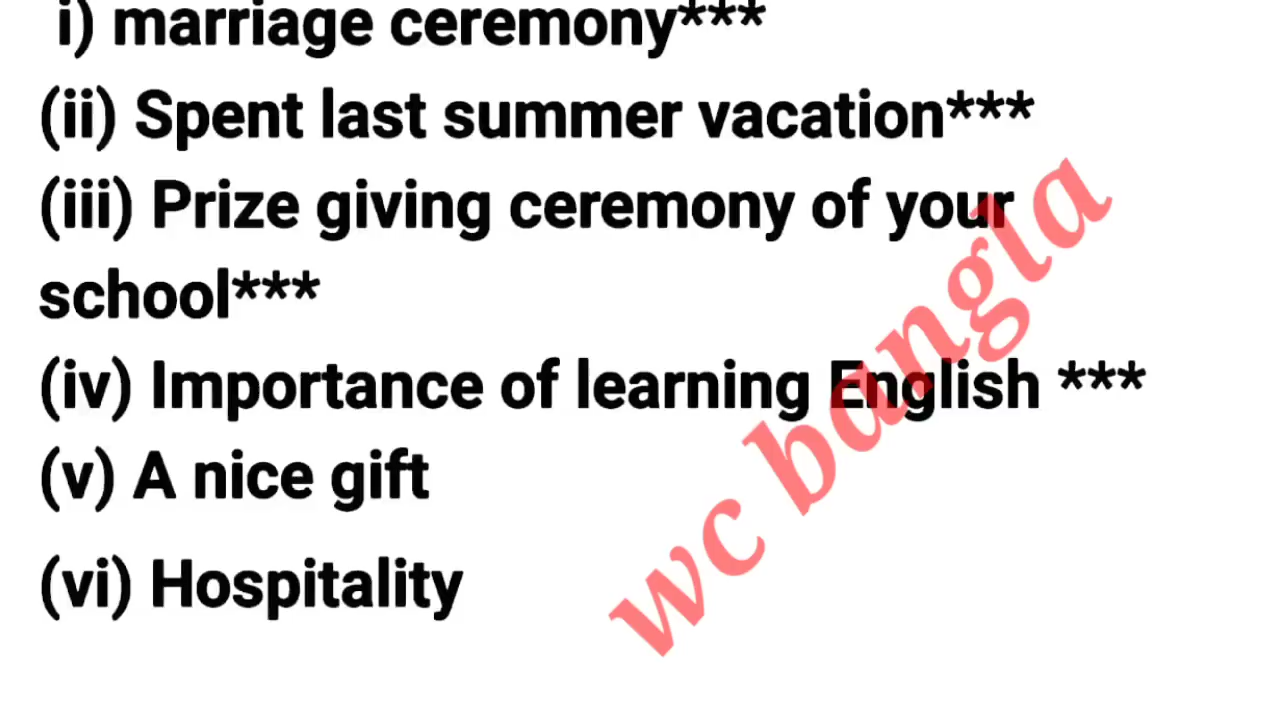 i) marriage ceremony***
(ii) Spent last summer vacation***
(iii) Prize giving ceremony of your
school***
(iv) Importance of learning English ***
(v) A nice gift
(vi) Hospitality
wc bangla